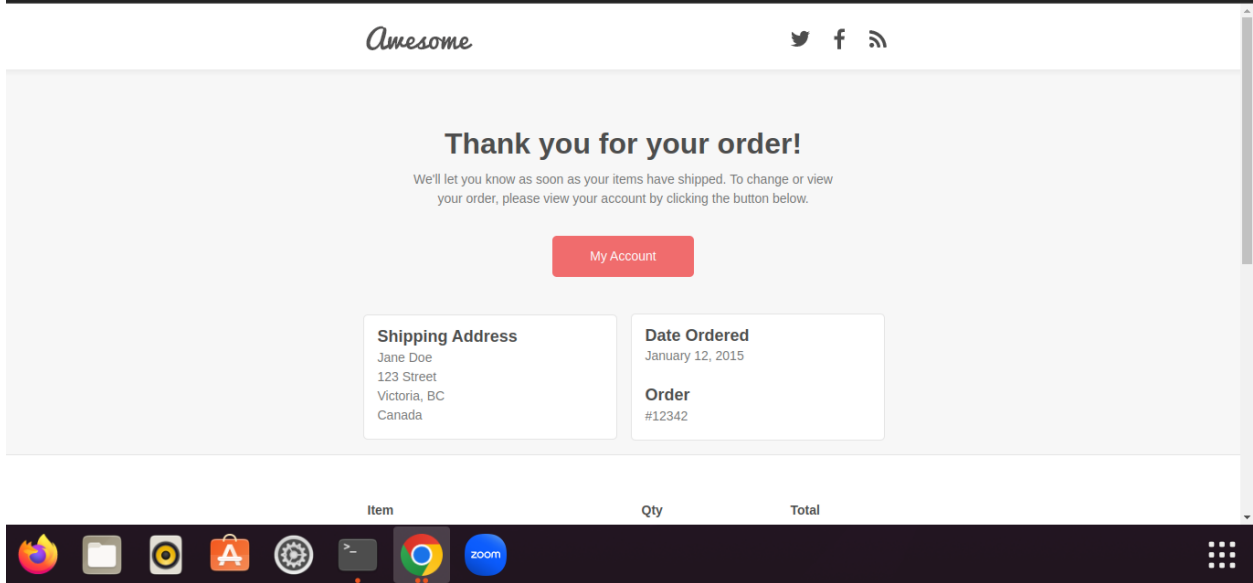 Awesome
Thank you for your order!
We'll let you know as soon as your items have shipped. To change or view
your order, please view your account by clicking the button below.
My Account
Shipping Address
Jane Doe
123 Street
Victoria, BC
Canada
Date Ordered
January 12, 2015
Order
#12342
Item Qty Total
>_
zoom